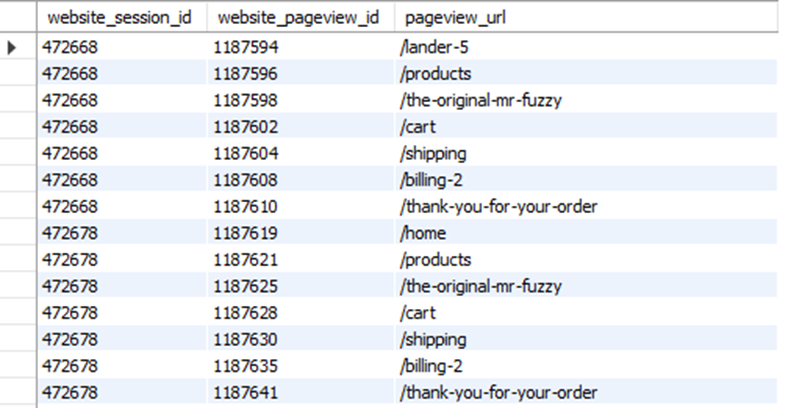 website_session_id website_pageview_id pageview_url
472668 1187594 /lander-5
472668 1187596 /products
472668 1187598 /the-original-mr-fuzzy
472668 1187602 /cart
472668 1187604 /shipping
472668 1187608 /billing-2
472668 1187610 /thank-you-for-your-order
472678 1187619 /home
472678 1187621 /products
472678 1187625 /the-original-mr-fuzzy
472678 1187628 /cart
472678 1187630 /shipping
472678 1187635 /billing-2
472678 1187641 /thank-you-for-your-order